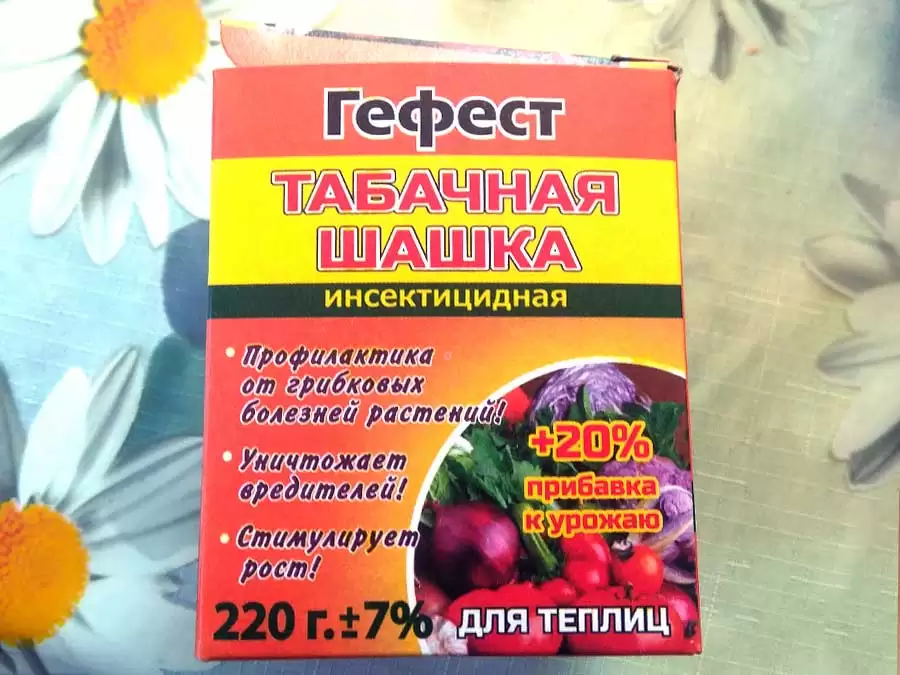 Гефест
ТАБАЧНАЯ
ШАШКА
инсектицидная
• Профилактика
от грибковых
болезней растений!
• Уничтожает
вредителей!
• Стимулирует
рост!
+20%
прибавка
к урожаю
220 г.±7%
ДЛЯ ТЕПЛИЦ